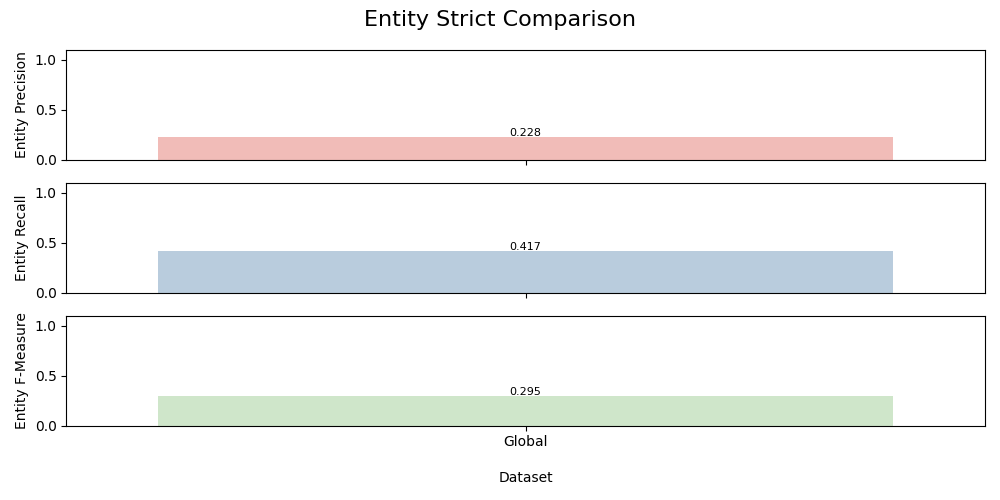 Entity Strict Comparison
Entity Precision
1.0
0.5
0.0
0.228
Entity Recall
1.0
0.5
0.0
0.417
Entity F-Measure
1.0
0.5
0.0
0.295
Global
Dataset